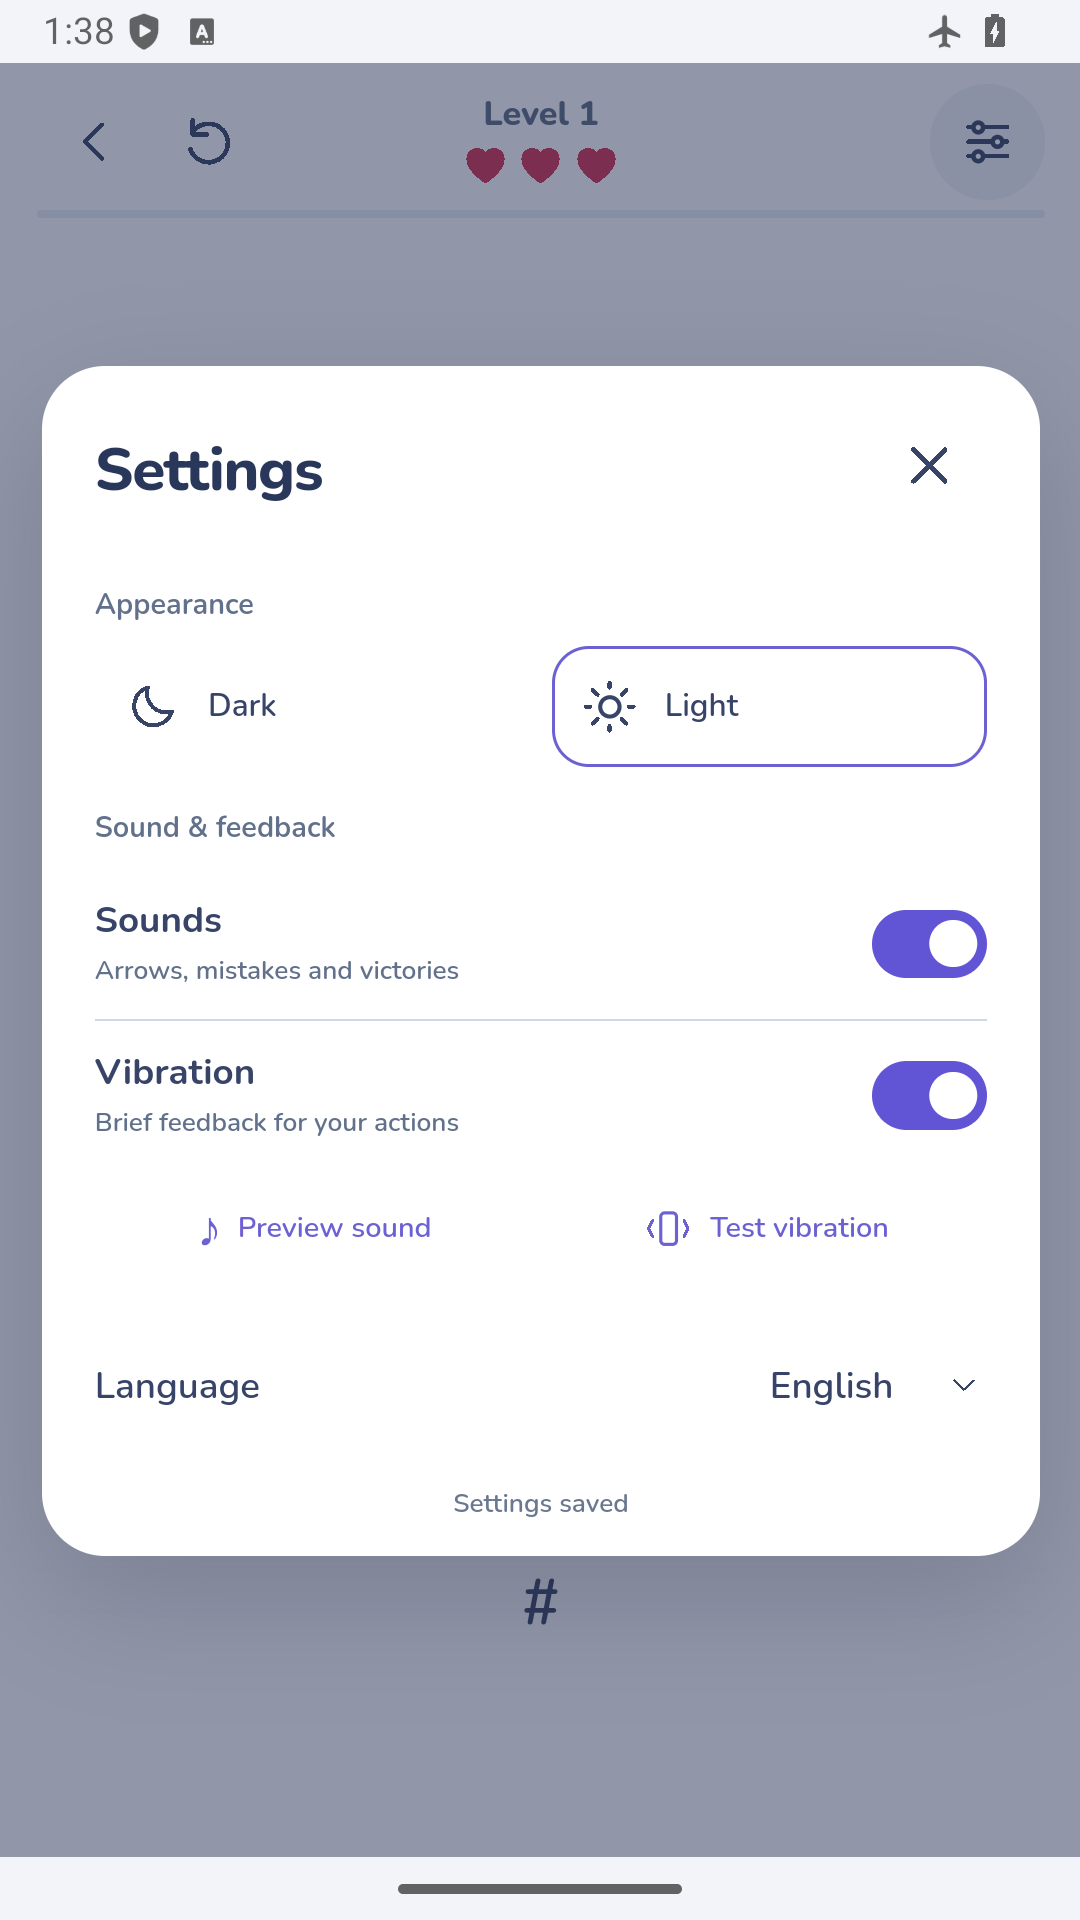 1:38
Level 1
Settings
Appearance
Dark
Light
Sound & feedback
Sounds
Arrows, mistakes and victories
Vibration
Brief feedback for your actions
Preview sound
Test vibration
Language
English
Settings saved
#